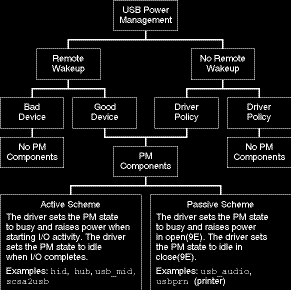 USB Power
Management
Remote
Wakeup
No Remote
Wakeup
Bad
Device
Good
Device
Driver
Policy
Driver
Policy
No PM
Components
PM
Components
No PM
Components
Active Scheme
The driver sets the PM state
to busy and raises power when
starting I/O activity. The driver
sets the PM state to idle
when I/O completes.
Examples: hid, hub, usb_mid,
scsa2usb
Passive Scheme
The driver sets the PM state
to busy and raises power
in open(9E). The driver sets
the PM state to idle in
close(9E).
Examples: usb_audio,
usbprn (printer)